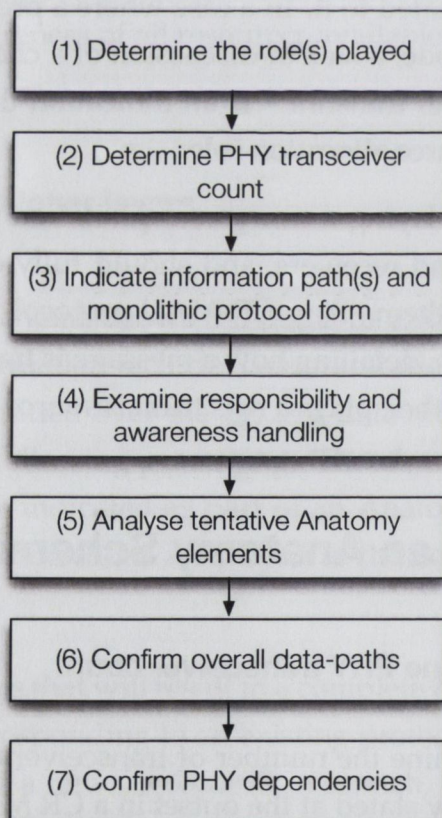 (1) Determine the role(s) played
(2) Determine PHY transceiver
count
(3) Indicate information path(s) and
monolithic protocol form
(4) Examine responsibility and
awareness handling
(5) Analyse tentative Anatomy
elements
(6) Confirm overall data-paths
(7) Confirm PHY dependencies